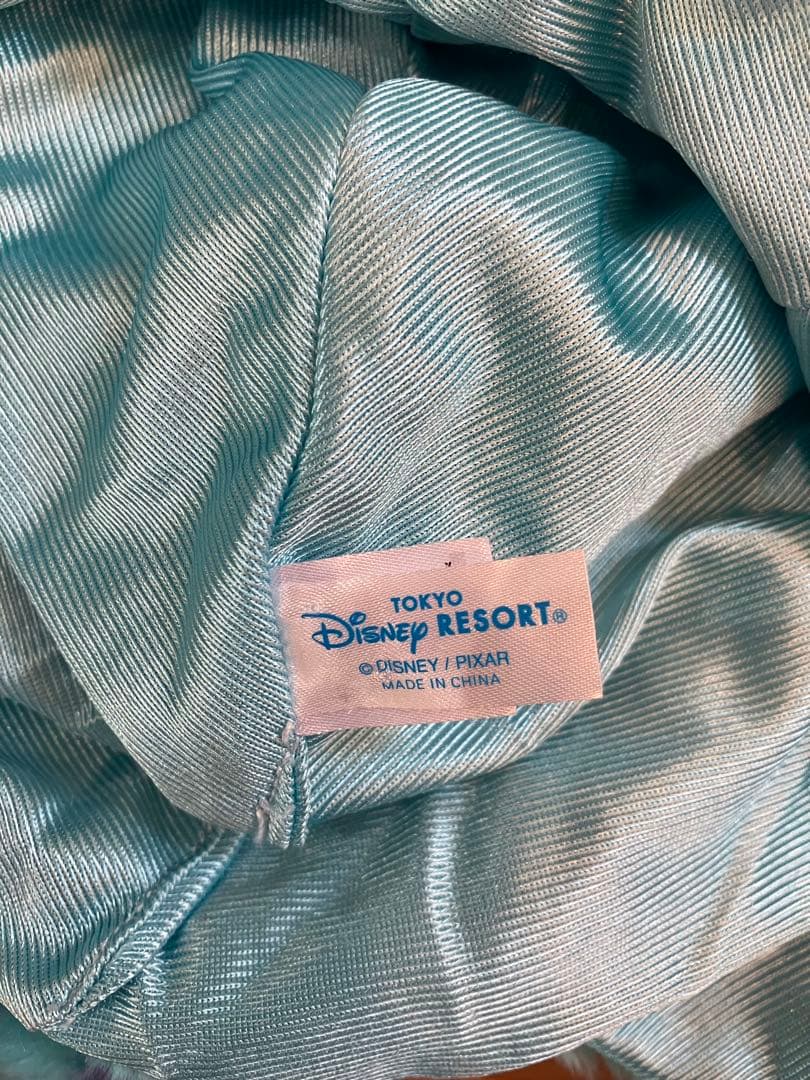 TOKYO
Disney RESORT®
© DISNEY / PIXAR
MADE IN CHINA